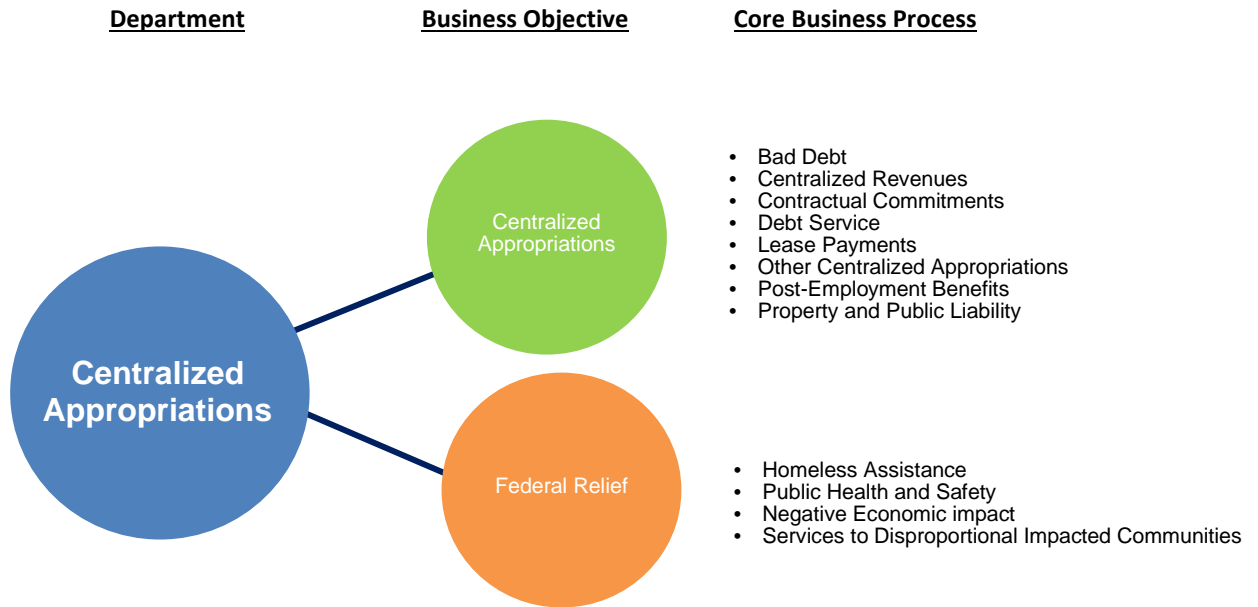 Department Business Objective Core Business Process
Centralized
Appropriations
Centralized
Appropriations
• Bad Debt
• Centralized Revenues
• Contractual Commitments
• Debt Service
• Lease Payments
• Other Centralized Appropriations
• Post-Employment Benefits
• Property and Public Liability
Federal Relief
• Homeless Assistance
• Public Health and Safety
• Negative Economic impact
• Services to Disproportional Impacted Communities